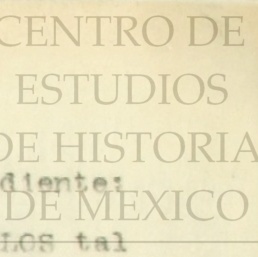 CENTRO DE
ESTUDIOS
DE HISTORIA
diente:
DE MEXICO
LOS tal